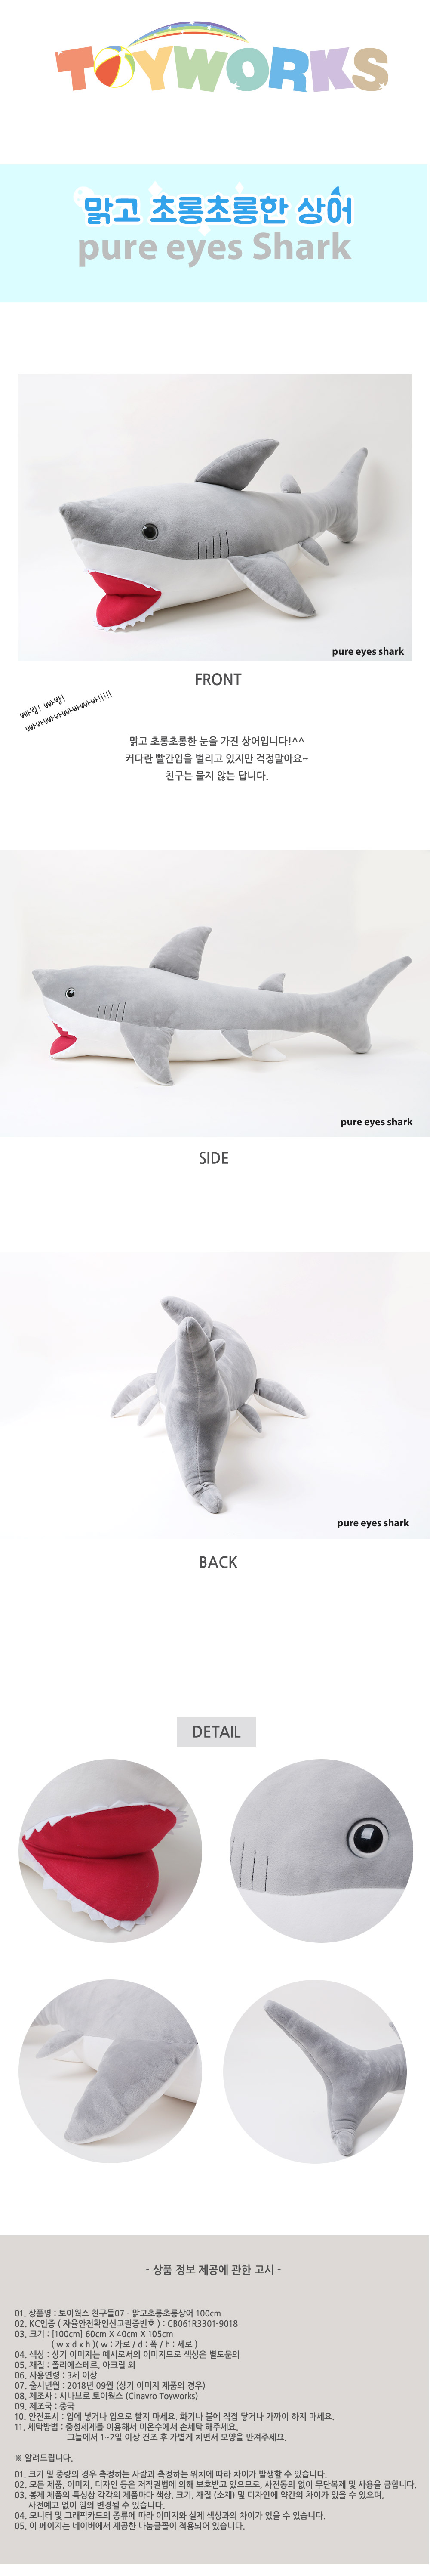 TOYWORKS
맑고 초롱초롱한 상어
pure eyes Shark
pure eyes shark
FRONT
빠밤! 빠밤!
빠바빠바빠바빠바!!!!!
맑고 초롱초롱한 눈을 가진 상어입니다!^^
커다란 빨간입을 벌리고 있지만 걱정말아요~
친구는 물지 않는 답니다.
pure eyes shark
SIDE
pure eyes shark
BACK
DETAIL
- 상품 정보 제공에 관한 고시 -
01. 상품명 : 토이웍스 친구들07 - 맑고초롱초롱상어 100cm
02. KC인증 ( 자율안전확인신고필증번호 ) : CB061R3301-9018
03. 크기 : [100cm] 60cm X 40cm X 105cm
( w x d x h )( w : 가로 / d : 폭 / h : 세로 )
04. 색상 : 상기 이미지는 예시로서의 이미지므로 색상은 별도문의
05. 재질 : 폴리에스테르, 아크릴 외
06. 사용연령 : 3세 이상
07. 출시년월 : 2018년 09월 (상기 이미지 제품의 경우)
08. 제조사 : 시나브로 토이웍스 (Cinavro Toyworks)
09. 제조국 : 중국
10. 안전표시 : 입에 넣거나 입으로 빨지 마세요. 화기나 불에 직접 닿거나 가까이 하지 마세요.
11. 세탁방법 : 중성세제를 이용해서 미온수에서 손세탁 해주세요.
그늘에서 1~2일 이상 건조 후 가볍게 치면서 모양을 만져주세요.
※ 알려드립니다.
01. 크기 및 중량의 경우 측정하는 사람과 측정하는 위치에 따라 차이가 발생할 수 있습니다.
02. 모든 제품, 이미지, 디자인 등은 저작권법에 의해 보호받고 있으므로, 사전동의 없이 무단복제 및 사용을 금합니다.
03. 봉제 제품의 특성상 각각의 제품마다 색상, 크기, 재질 (소재) 및 디자인에 약간의 차이가 있을 수 있으며,
사전예고 없이 임의 변경될 수 있습니다.
04. 모니터 및 그래픽카드의 종류에 따라 이미지와 실제 색상과의 차이가 있을 수 있습니다.
05. 이 페이지는 네이버에서 제공한 나눔글꼴이 적용되어 있습니다.